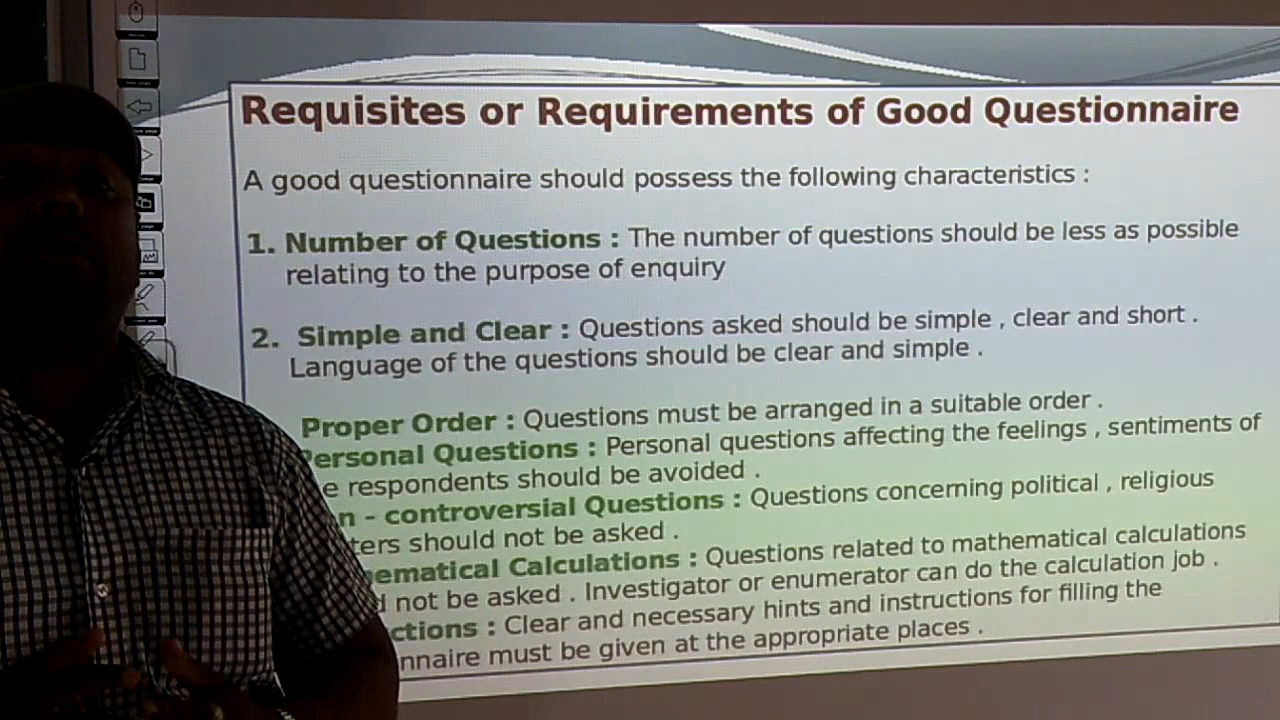 Requisites or Requirements of Good Questionnaire
A good questionnaire should possess the following characteristics :
1. Number of Questions : The number of questions should be less as possible
relating to the purpose of enquiry
2. Simple and Clear : Questions asked should be simple , clear and short .
Language of the questions should be clear and simple .
Proper Order : Questions must be arranged in a suitable order .
Personal Questions : Personal questions affecting the feelings , sentiments of
e respondents should be avoided .
n - controversial Questions : Questions concerning political , religious
ters should not be asked .
ematical Calculations : Questions related to mathematical calculations
d not be asked . Investigator or enumerator can do the calculation job .
ctions : Clear and necessary hints and instructions for filling the
nnaire must be given at the appropriate places .